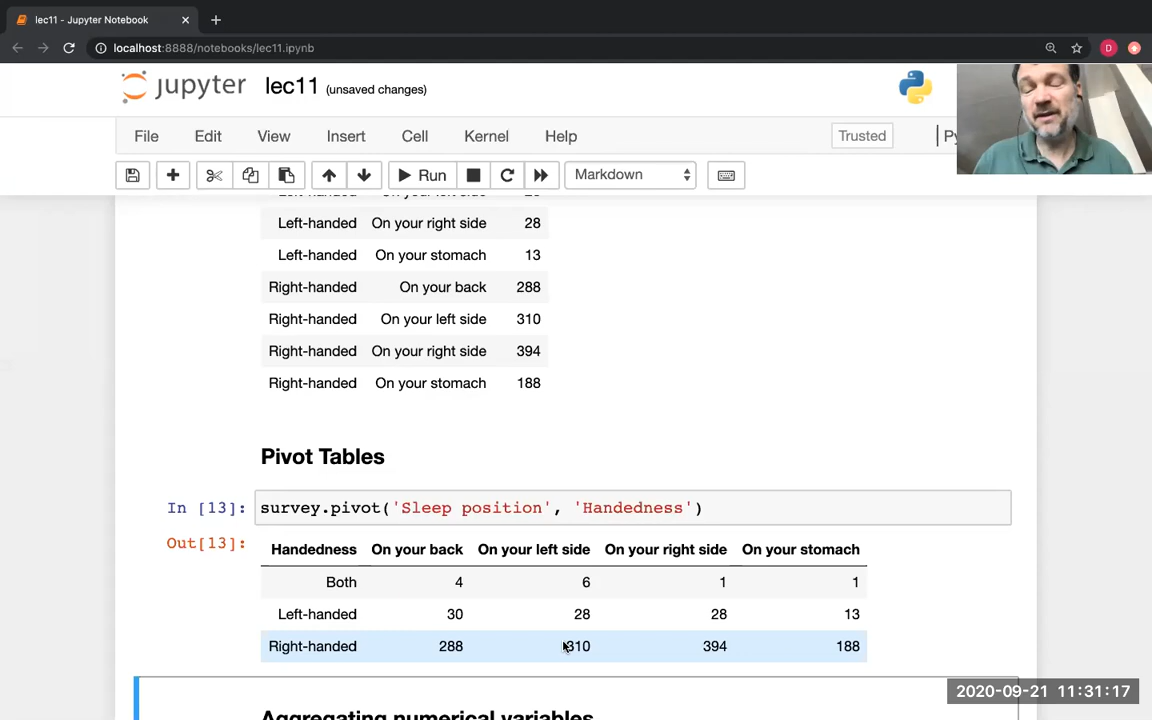 lec11 - Jupyter Notebook
localhost:8888/notebooks/lec11.ipynb
D
jupyter lec11 (unsaved changes)
File Edit View Insert Cell Kernel Help Trusted
Run Markdown
Left-handed On your right side 28
Left-handed On your stomach 13
Right-handed On your back 288
Right-handed On your left side 310
Right-handed On your right side 394
Right-handed On your stomach 188
Pivot Tables
In [13]: survey.pivot('Sleep position', 'Handedness')
Out[13]:
Handedness On your back On your left side On your right side On your stomach
Both 4 6 1 1
Left-handed 30 28 28 13
Right-handed 288 310 394 188
2020-09-21 11:31:17
Aggregating numerical variables